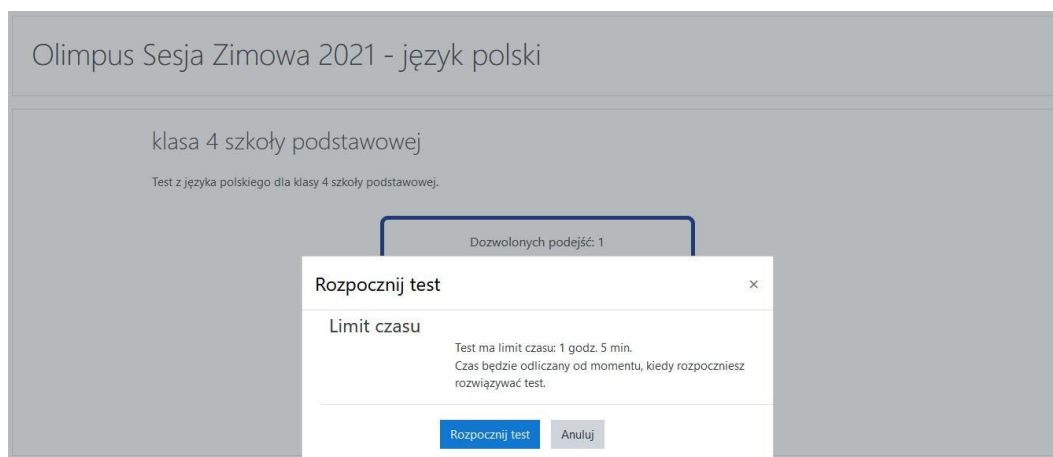 Olimpus Sesja Zimowa 2021 - język polski
klasa 4 szkoły podstawowej
Test z języka polskiego dla klasy 4 szkoły podstawowej.
Dozwolonych podejść: 1
Rozpocznij test ×
Limit czasu
Test ma limit czasu: 1 godz. 5 min.
Czas będzie odliczany od momentu, kiedy rozpoczniesz
rozwiązywać test.
Rozpocznij test Anuluj